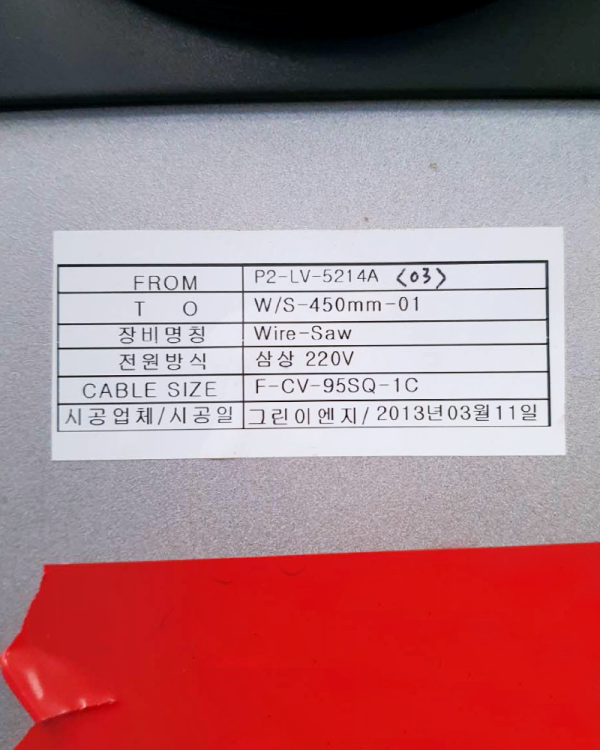 FROM P2-LV-5214A <03>
T O W/S-450mm-01
장비명칭 Wire-Saw
전원방식 삼상 220V
CABLE SIZE F-CV-95SQ-1C
시공업체/시공일 그린이엔지/2013년03월11일